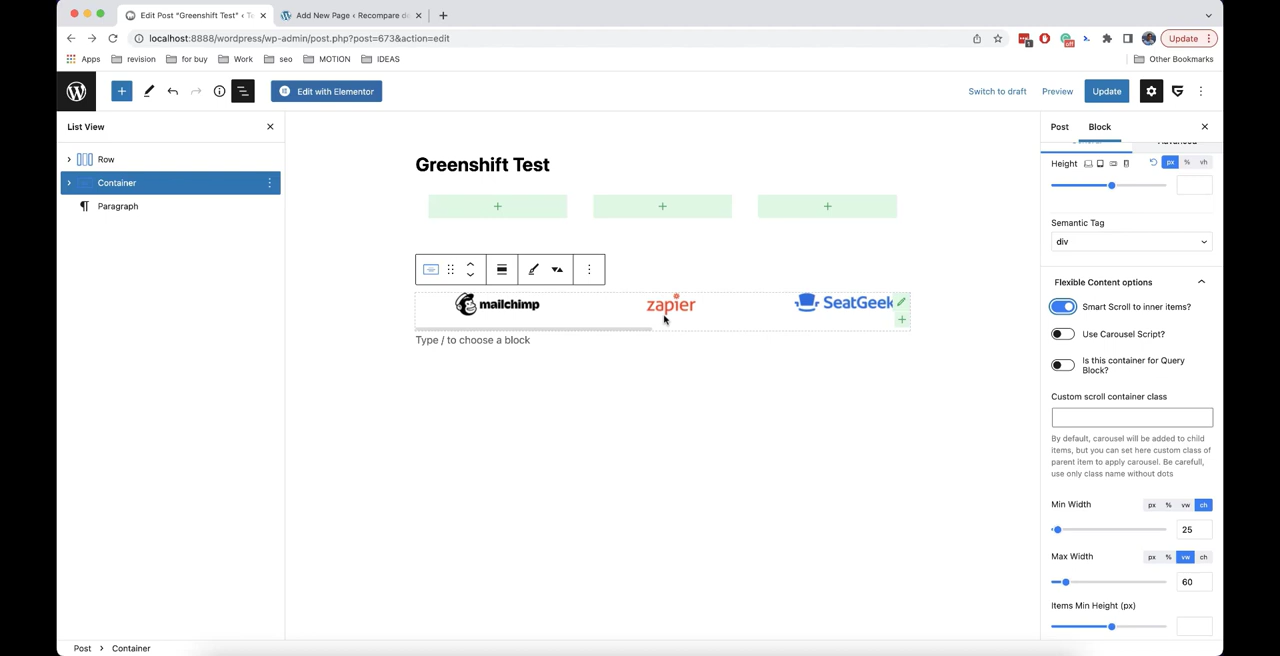 Edit Post "Greenshift Test" ‹ T
Add New Page ‹ Recompare d
localhost:8888/wordpress/wp-admin/post.php?post=673&action=edit
Update
Apps
revision
for buy
Work
seo
MOTION
IDEAS
Other Bookmarks
Edit with Elementor
Switch to draft
Preview
Update
List View
Post
Block
Advanced
Row
Container
Paragraph
Greenshift Test
mailchimp
zapier
SeatGeek
Type / to choose a block
Height
px
%
vh
Semantic Tag
div
Flexible Content options
Smart Scroll to inner items?
Use Carousel Script?
Is this container for Query
Block?
Custom scroll container class
By default, carousel will be added to child
items, but you can set here custom class of
parent item to apply carousel. Be carefull,
use only class name without dots
Min Width
px
%
vw
ch
25
Max Width
px
%
vw
ch
60
Items Min Height (px)
Post
Container